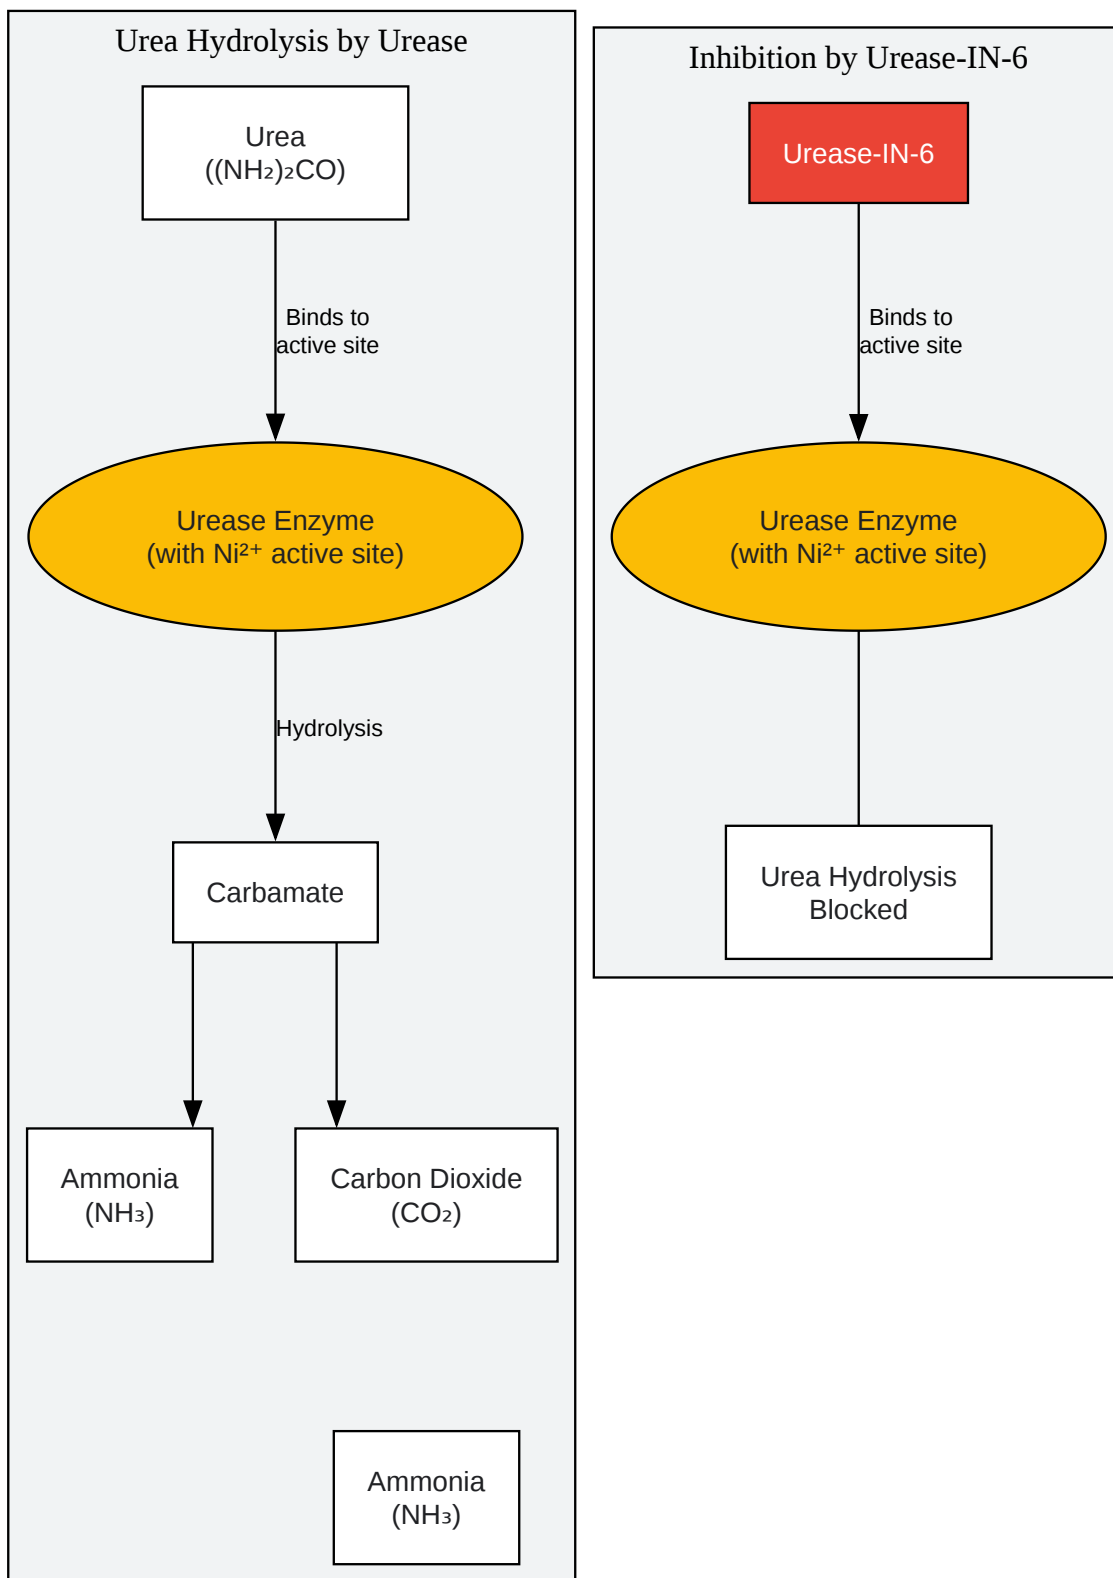 Urea Hydrolysis by Urease
Urea
((NH₂)₂CO)
Binds to
active site
Urease Enzyme
(with Ni²⁺ active site)
Hydrolysis
Carbamate
Ammonia
(NH₃)
Carbon Dioxide
(CO₂)
Ammonia
(NH₃)
Inhibition by Urease-IN-6
Urease-IN-6
Binds to
active site
Urease Enzyme
(with Ni²⁺ active site)
Urea Hydrolysis
Blocked